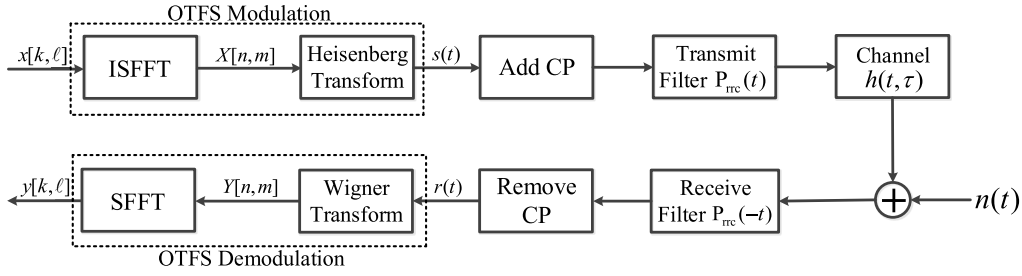 OTFS Modulation
x[k,ℓ]
ISFFT
X[n,m]
Heisenberg
Transform
s(t)
Add CP
Transmit
Filter P_rrc(t)
Channel
h(t,τ)
y[k,ℓ]
SFFT
Y[n,m]
Wigner
Transform
r(t)
Remove
CP
Receive
Filter P_rrc(−t)
+
n(t)
OTFS Demodulation